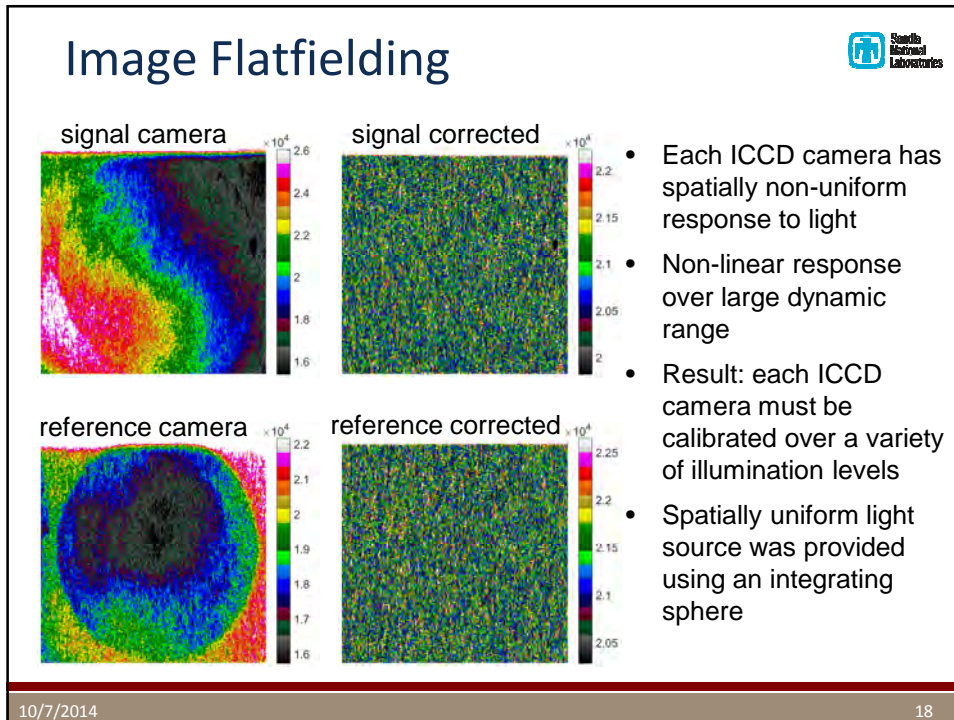 Image Flatfielding
Sandia
National
Laboratories
signal camera
×10⁴
2.6
2.4
2.2
2
1.8
1.6
signal corrected
×10⁴
2.2
2.15
2.1
2.05
2
reference camera
×10⁴
2.2
2.1
2
1.9
1.8
1.7
1.6
reference corrected
×10⁴
2.25
2.2
2.15
2.1
2.05
• Each ICCD camera has
spatially non-uniform
response to light
• Non-linear response
over large dynamic
range
• Result: each ICCD
camera must be
calibrated over a variety
of illumination levels
• Spatially uniform light
source was provided
using an integrating
sphere
10/7/2014
18